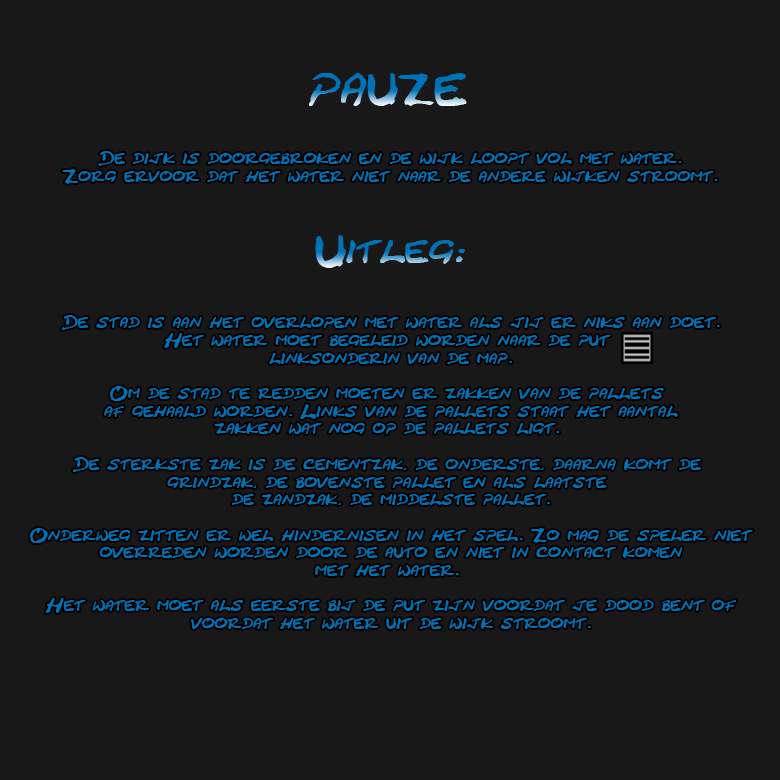 PAUZE
De dijk is doorgebroken en de wijk loopt vol met water.
Zorg ervoor dat het water niet naar de andere wijken stroomt.
Uitleg:
De stad is aan het overlopen met water als jij er niks aan doet.
Het water moet begeleid worden naar de put
linksonderin van de map.
Om de stad te redden moeten er zakken van de pallets
af gehaald worden. Links van de pallets staat het aantal
zakken wat nog op de pallets ligt.
De sterkste zak is de cementzak, de onderste, daarna komt de
grindzak, de bovenste pallet en als laatste
de zandzak, de middelste pallet.
Onderweg zitten er wel hindernisen in het spel. Zo mag de speler niet
overreden worden door de auto en niet in contact komen
met het water.
Het water moet als eerste bij de put zijn voordat je dood bent of
voordat het water uit de wijk stroomt.